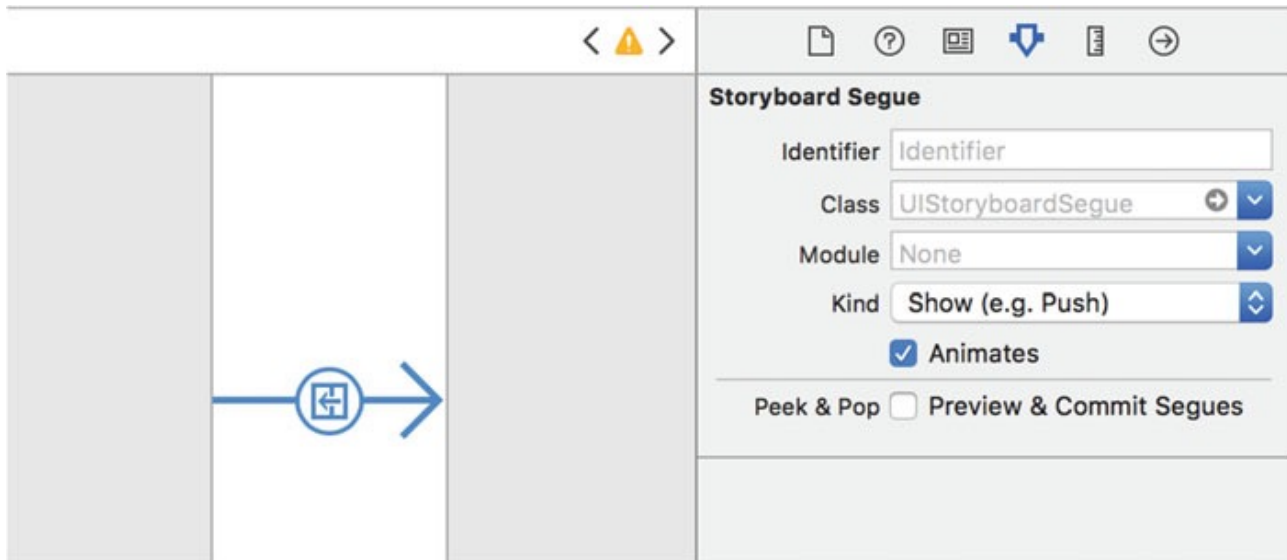 Storyboard Segue
Identifier Identifier
Class UIStoryboardSegue
Module None
Kind Show (e.g. Push)
Animates
Peek & Pop Preview & Commit Segues